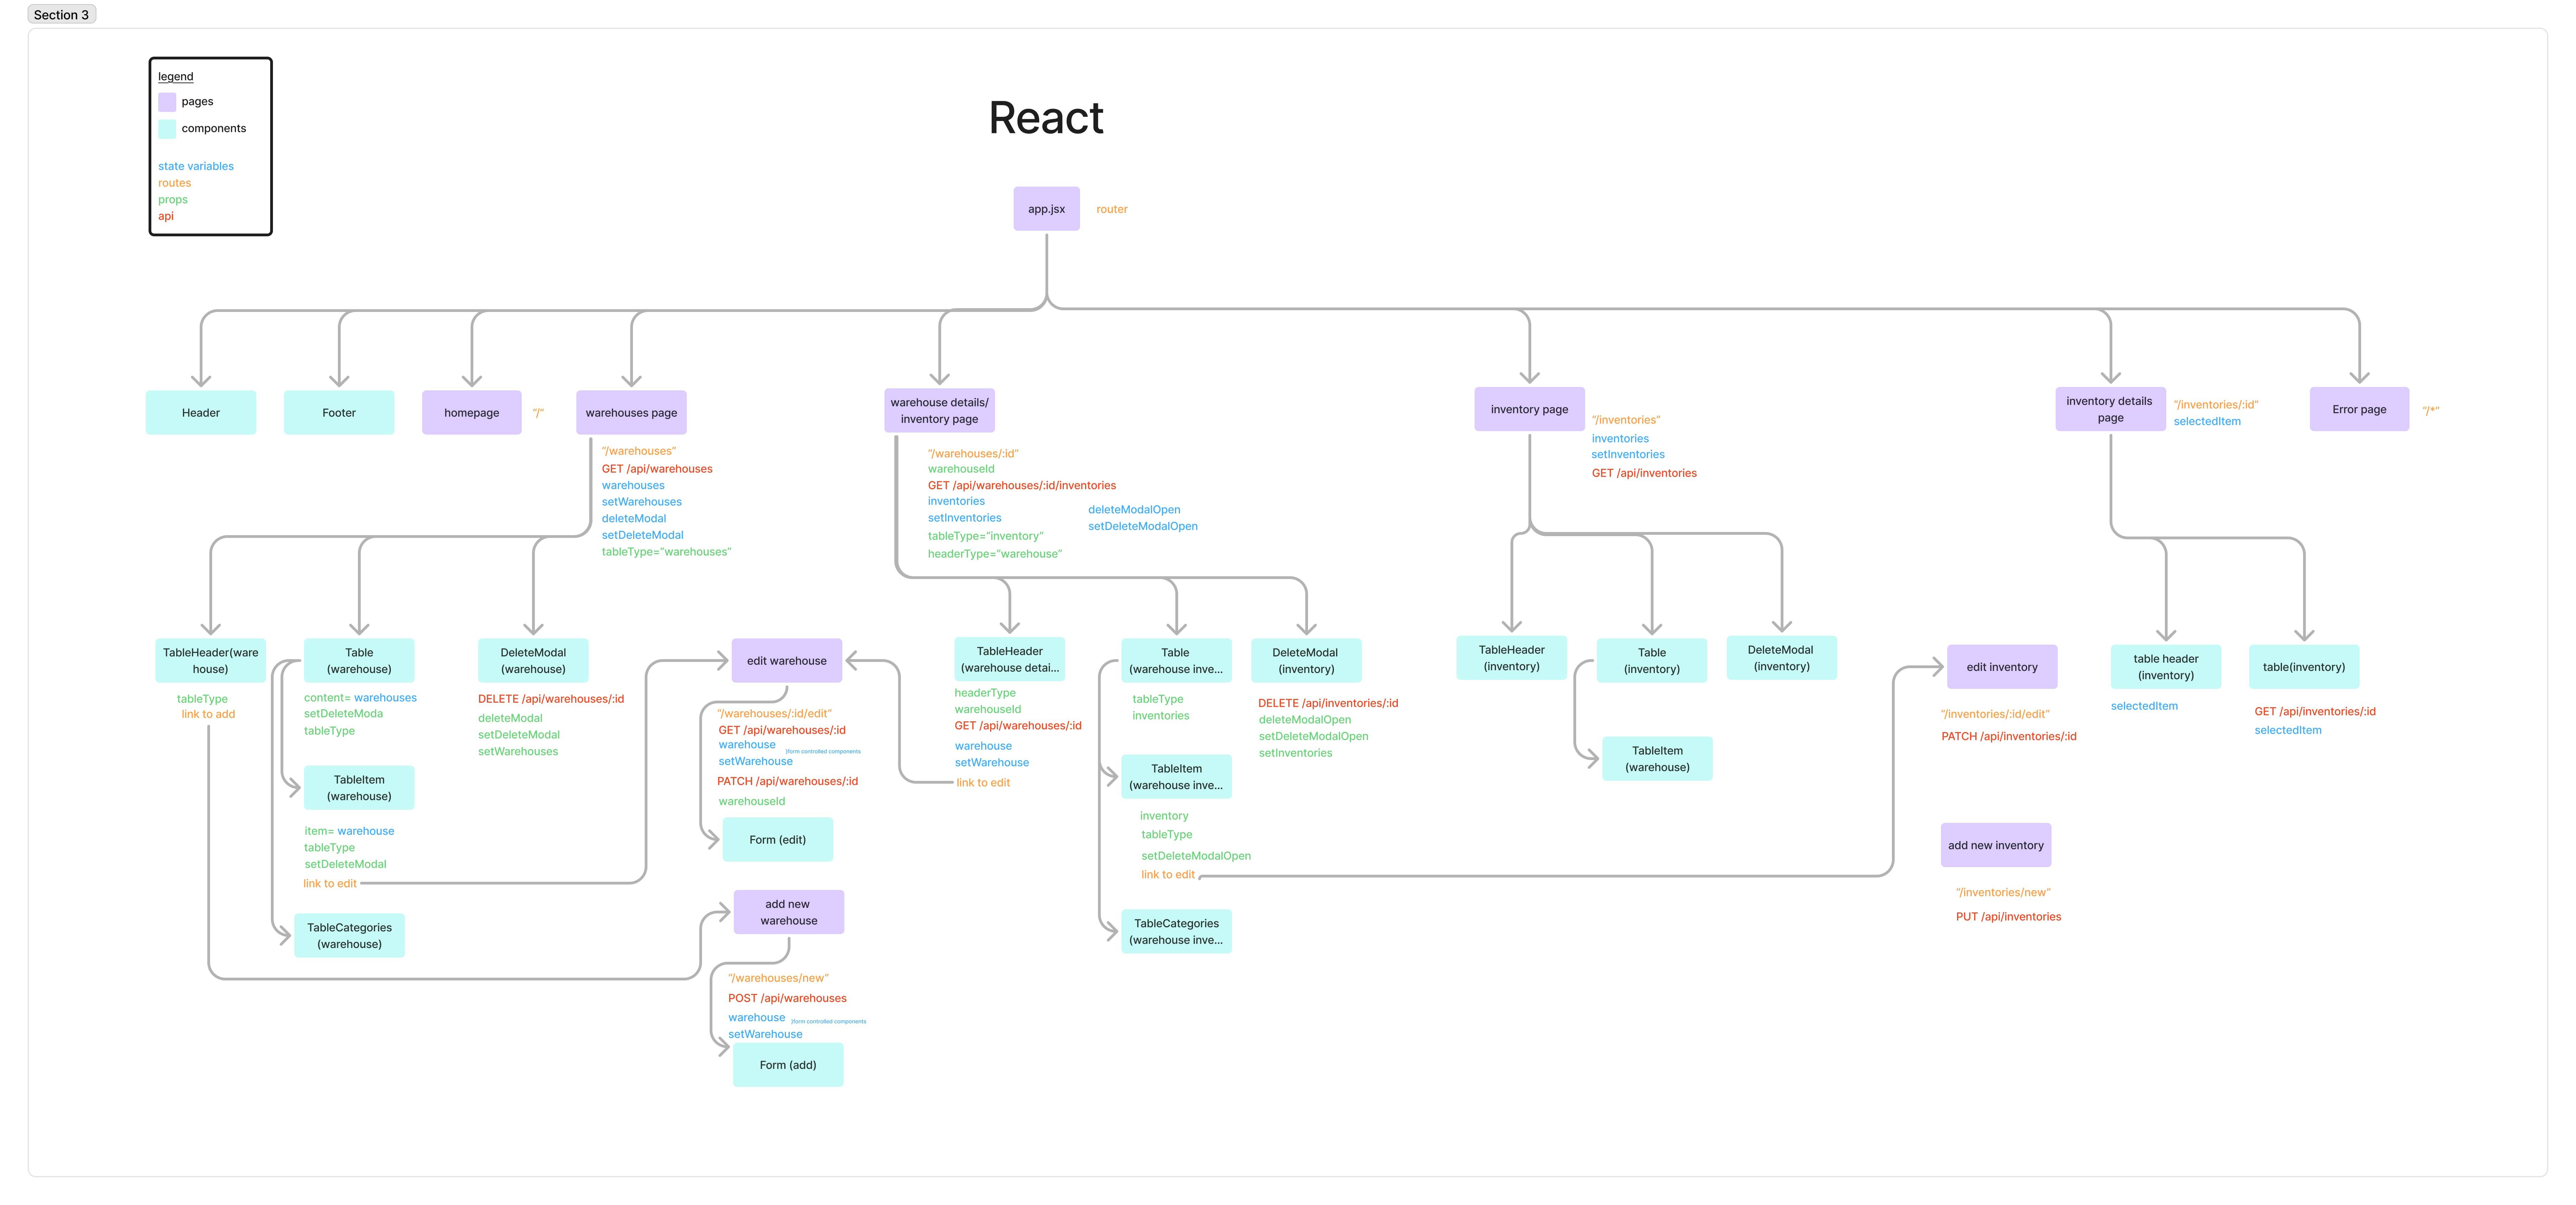 Section 3
legend
pages
components
state variables
routes
props
api
React
app.jsx
router
Header
Footer
homepage
“/”
warehouses page
“/warehouses”
GET /api/warehouses
warehouses
setWarehouses
deleteModal
setDeleteModal
tableType=“warehouses”
warehouse details/
inventory page
“/warehouses/:id”
warehouseId
GET /api/warehouses/:id/inventories
inventories
setInventories
deleteModalOpen
setDeleteModalOpen
tableType=“inventory”
headerType=“warehouse”
inventory page
“/inventories”
inventories
setInventories
GET /api/inventories
inventory details
page
“/inventories/:id”
selectedItem
Error page
“/*”
TableHeader(ware
house)
tableType
link to add
Table
(warehouse)
content= warehouses
setDeleteModa
tableType
TableItem
(warehouse)
item= warehouse
tableType
setDeleteModal
link to edit
TableCategories
(warehouse)
DeleteModal
(warehouse)
DELETE /api/warehouses/:id
deleteModal
setDeleteModal
setWarehouses
edit warehouse
“/warehouses/:id/edit”
GET /api/warehouses/:id
warehouse
}form controlled components
setWarehouse
PATCH /api/warehouses/:id
warehouseId
Form (edit)
add new
warehouse
“/warehouses/new”
POST /api/warehouses
warehouse
}form controlled components
setWarehouse
Form (add)
TableHeader
(warehouse detai...
headerType
warehouseId
GET /api/warehouses/:id
warehouse
setWarehouse
link to edit
Table
(warehouse inve...
tableType
inventories
TableItem
(warehouse inve...
inventory
tableType
setDeleteModalOpen
link to edit
TableCategories
(warehouse inve...
DeleteModal
(inventory)
DELETE /api/inventories/:id
deleteModalOpen
setDeleteModalOpen
setInventories
TableHeader
(inventory)
Table
(inventory)
TableItem
(warehouse)
DeleteModal
(inventory)
edit inventory
“/inventories/:id/edit”
PATCH /api/inventories/:id
add new inventory
“/inventories/new”
PUT /api/inventories
table header
(inventory)
selectedItem
table(inventory)
GET /api/inventories/:id
selectedItem